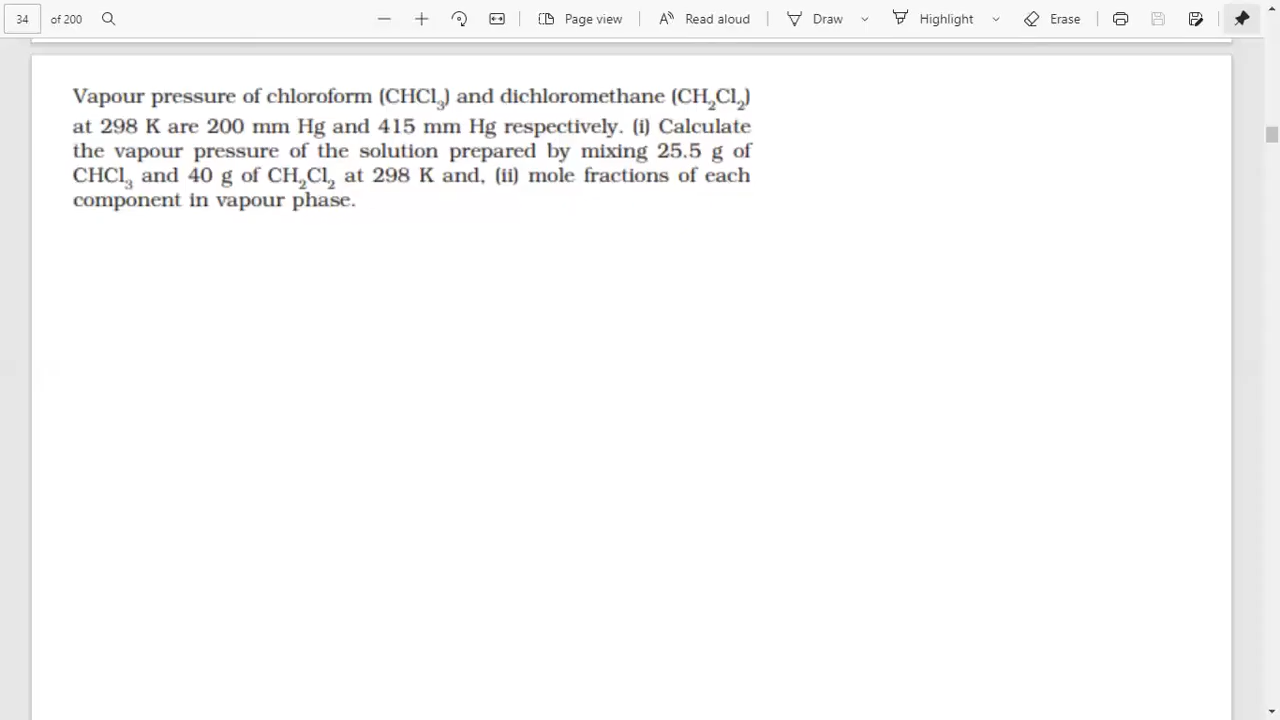 34 of 200 Page view Read aloud Draw Highlight Erase
Vapour pressure of chloroform (CHCl₃) and dichloromethane (CH₂Cl₂)
at 298 K are 200 mm Hg and 415 mm Hg respectively. (i) Calculate
the vapour pressure of the solution prepared by mixing 25.5 g of
CHCl₃ and 40 g of CH₂Cl₂ at 298 K and, (ii) mole fractions of each
component in vapour phase.